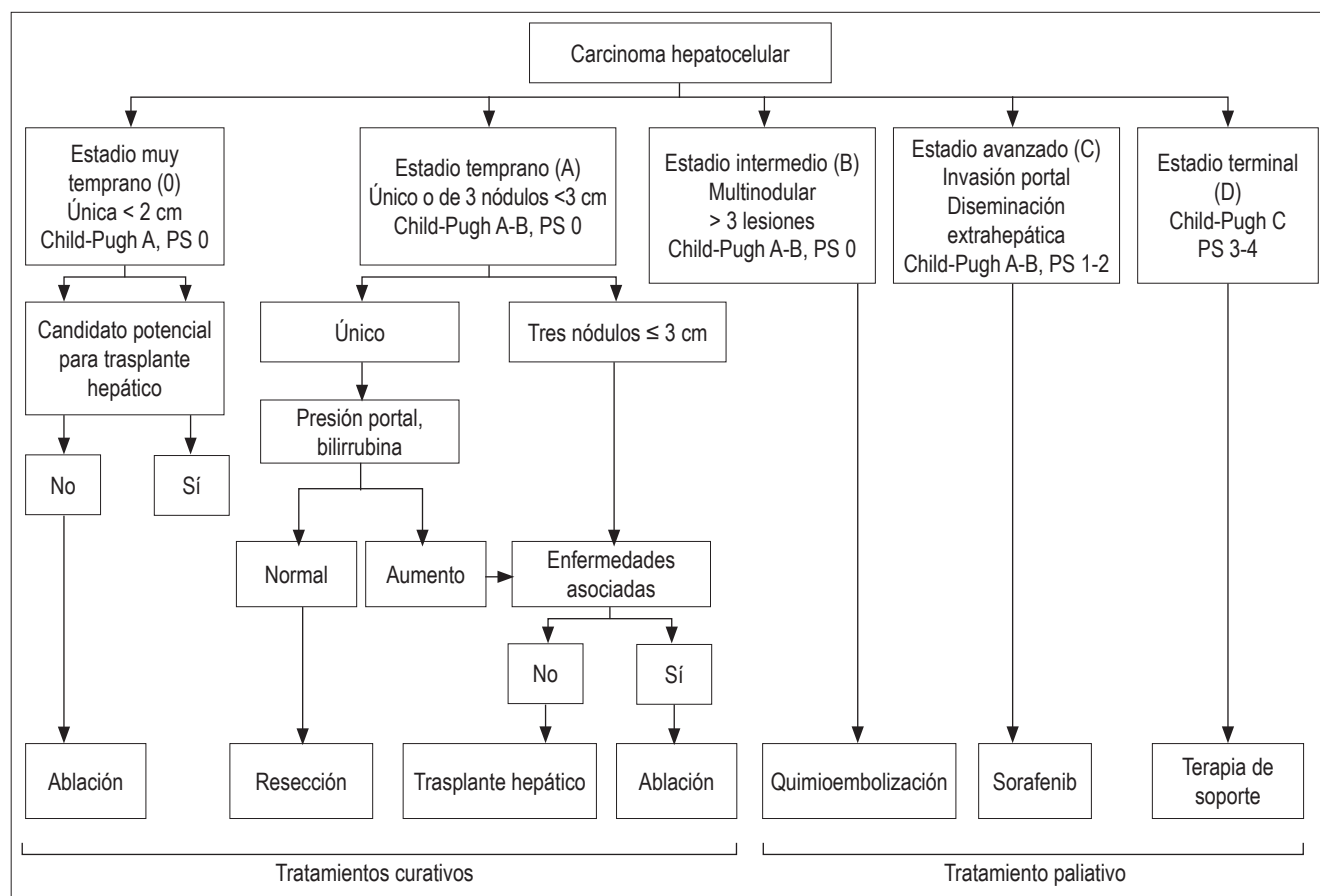 Carcinoma hepatocelular
Estadio muy
temprano (0)
Única < 2 cm
Child-Pugh A, PS 0
Estadio temprano (A)
Único o de 3 nódulos <3 cm
Child-Pugh A-B, PS 0
Estadio intermedio (B)
Multinodular
> 3 lesiones
Child-Pugh A-B, PS 0
Estadio avanzado (C)
Invasión portal
Diseminación
extrahepática
Child-Pugh A-B, PS 1-2
Estadio terminal
(D)
Child-Pugh C
PS 3-4
Candidato potencial
para trasplante
hepático
Único
Tres nódulos ≤ 3 cm
Presión portal,
bilirrubina
No
Sí
Normal
Aumento
Enfermedades
asociadas
No
Sí
Ablación
Resección
Trasplante hepático
Ablación
Quimioembolización
Sorafenib
Terapia de
soporte
Tratamientos curativos
Tratamiento paliativo